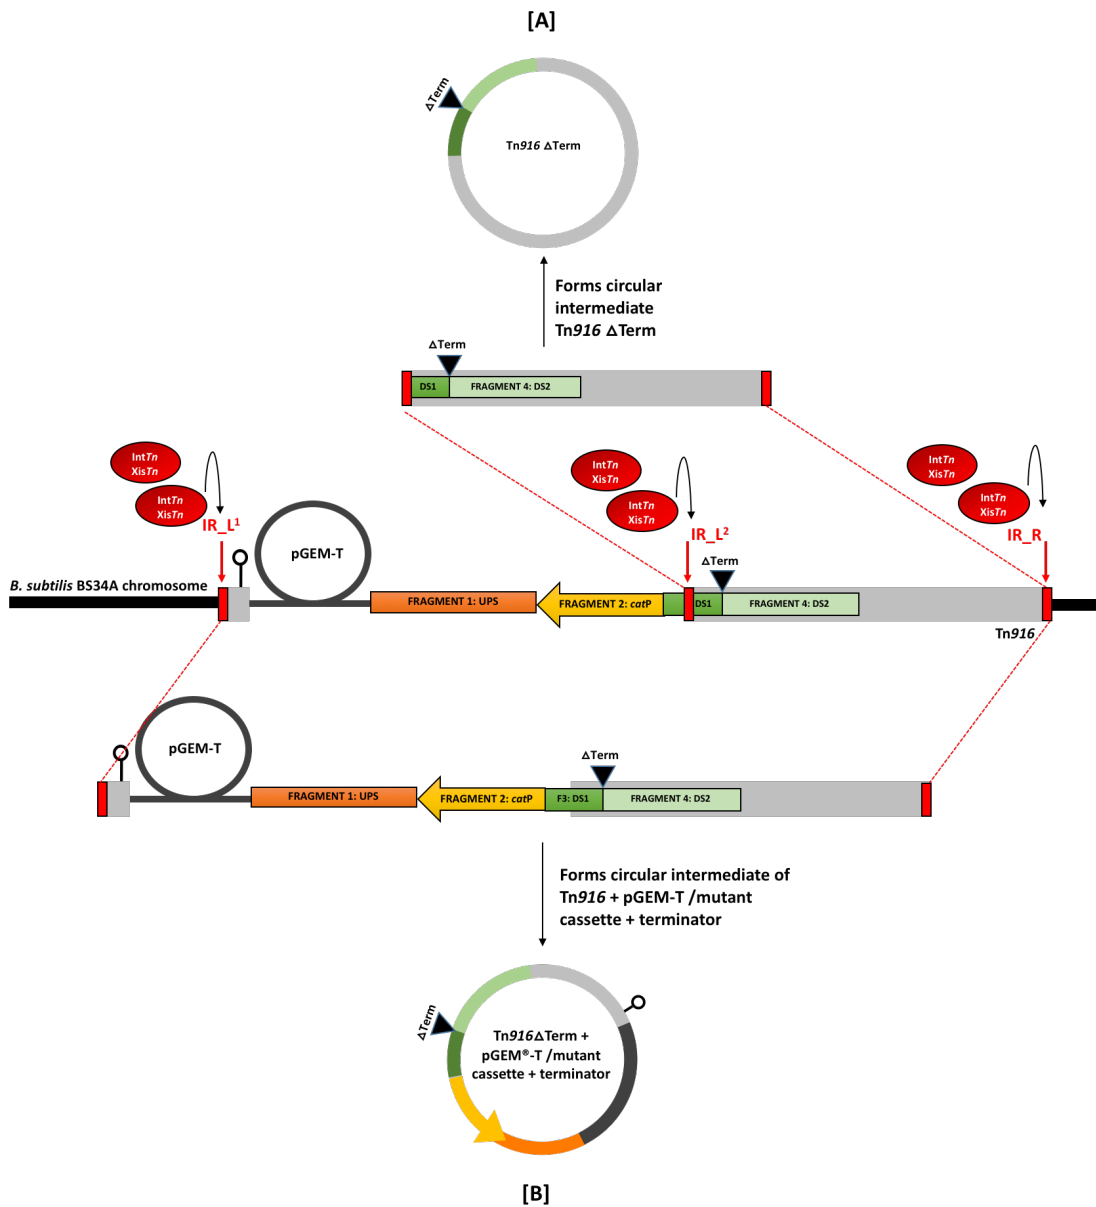 [A]
ΔTerm
Tn916 ΔTerm
Forms circular
intermediate
Tn916 ΔTerm
ΔTerm
DS1
FRAGMENT 4: DS2
IntTn
XisTn
IntTn
XisTn
IR_L¹
IntTn
XisTn
IntTn
XisTn
IR_L²
IntTn
XisTn
IntTn
XisTn
IR_R
pGEM-T
B. subtilis BS34A chromosome
ΔTerm
FRAGMENT 1: UPS
FRAGMENT 2: catP
DS1
FRAGMENT 4: DS2
Tn916
pGEM-T
ΔTerm
FRAGMENT 1: UPS
FRAGMENT 2: catP
F3: DS1
FRAGMENT 4: DS2
Forms circular intermediate of
Tn916 + pGEM-T /mutant
cassette + terminator
ΔTerm
Tn916ΔTerm +
pGEM®-T /mutant
cassette + terminator
[B]